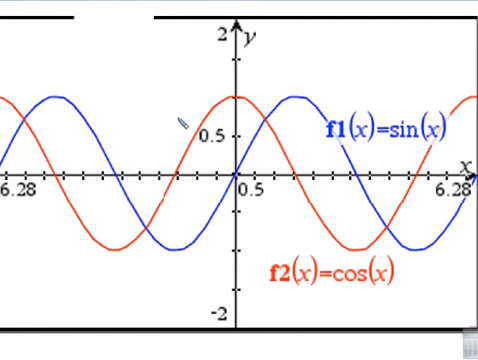 2 y
0.5
f1(x)=sin(x)
x
6.28 0.5 6.28
f2(x)=cos(x)
-2